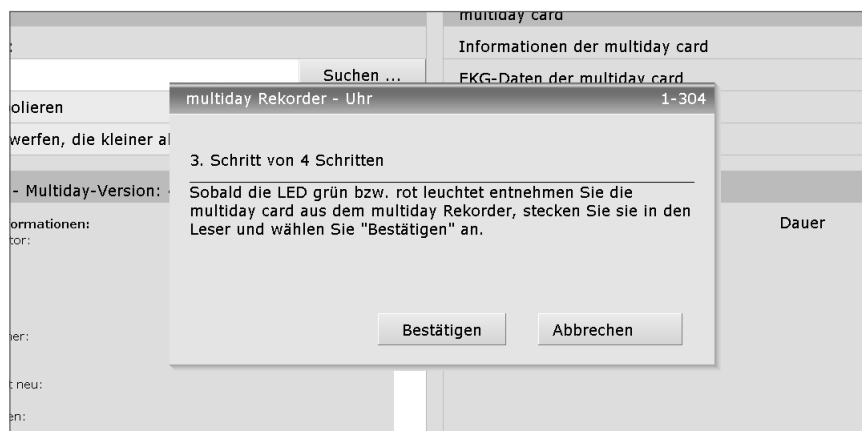 multiday card
:
Informationen der multiday card
Suchen ...
EKG-Daten der multiday card
olieren
werfen, die kleiner al
multiday Rekorder - Uhr
1-304
3. Schritt von 4 Schritten
Sobald die LED grün bzw. rot leuchtet entnehmen Sie die
multiday card aus dem multiday Rekorder, stecken Sie sie in den
Leser und wählen Sie "Bestätigen" an.
Bestätigen
Abbrechen
- Multiday-Version:
ormationen:
tor:
Dauer
her:
t neu:
en: